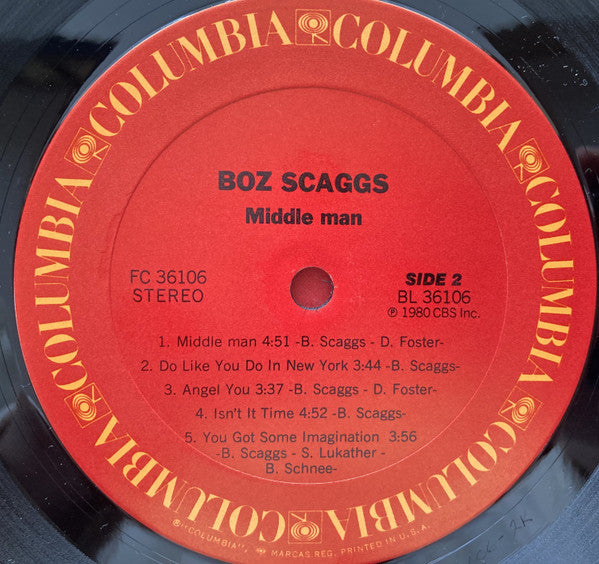 COLUMBIA COLUMBIA COLUMBIA COLUMBIA COLUMBIA COLUMBIA
BOZ SCAGGS
Middle man
FC 36106
STEREO
SIDE 2
BL 36106
℗ 1980 CBS Inc.
1. Middle man 4:51 -B. Scaggs - D. Foster-
2. Do Like You Do In New York 3:44 -B. Scaggs-
3. Angel You 3:37 -B. Scaggs - D. Foster-
4. Isn't It Time 4:52 -B. Scaggs-
5. You Got Some Imagination 3:56
-B. Scaggs - S. Lukather -
B. Schnee-
®"COLUMBIA", MARCAS REG. PRINTED IN U.S.A.